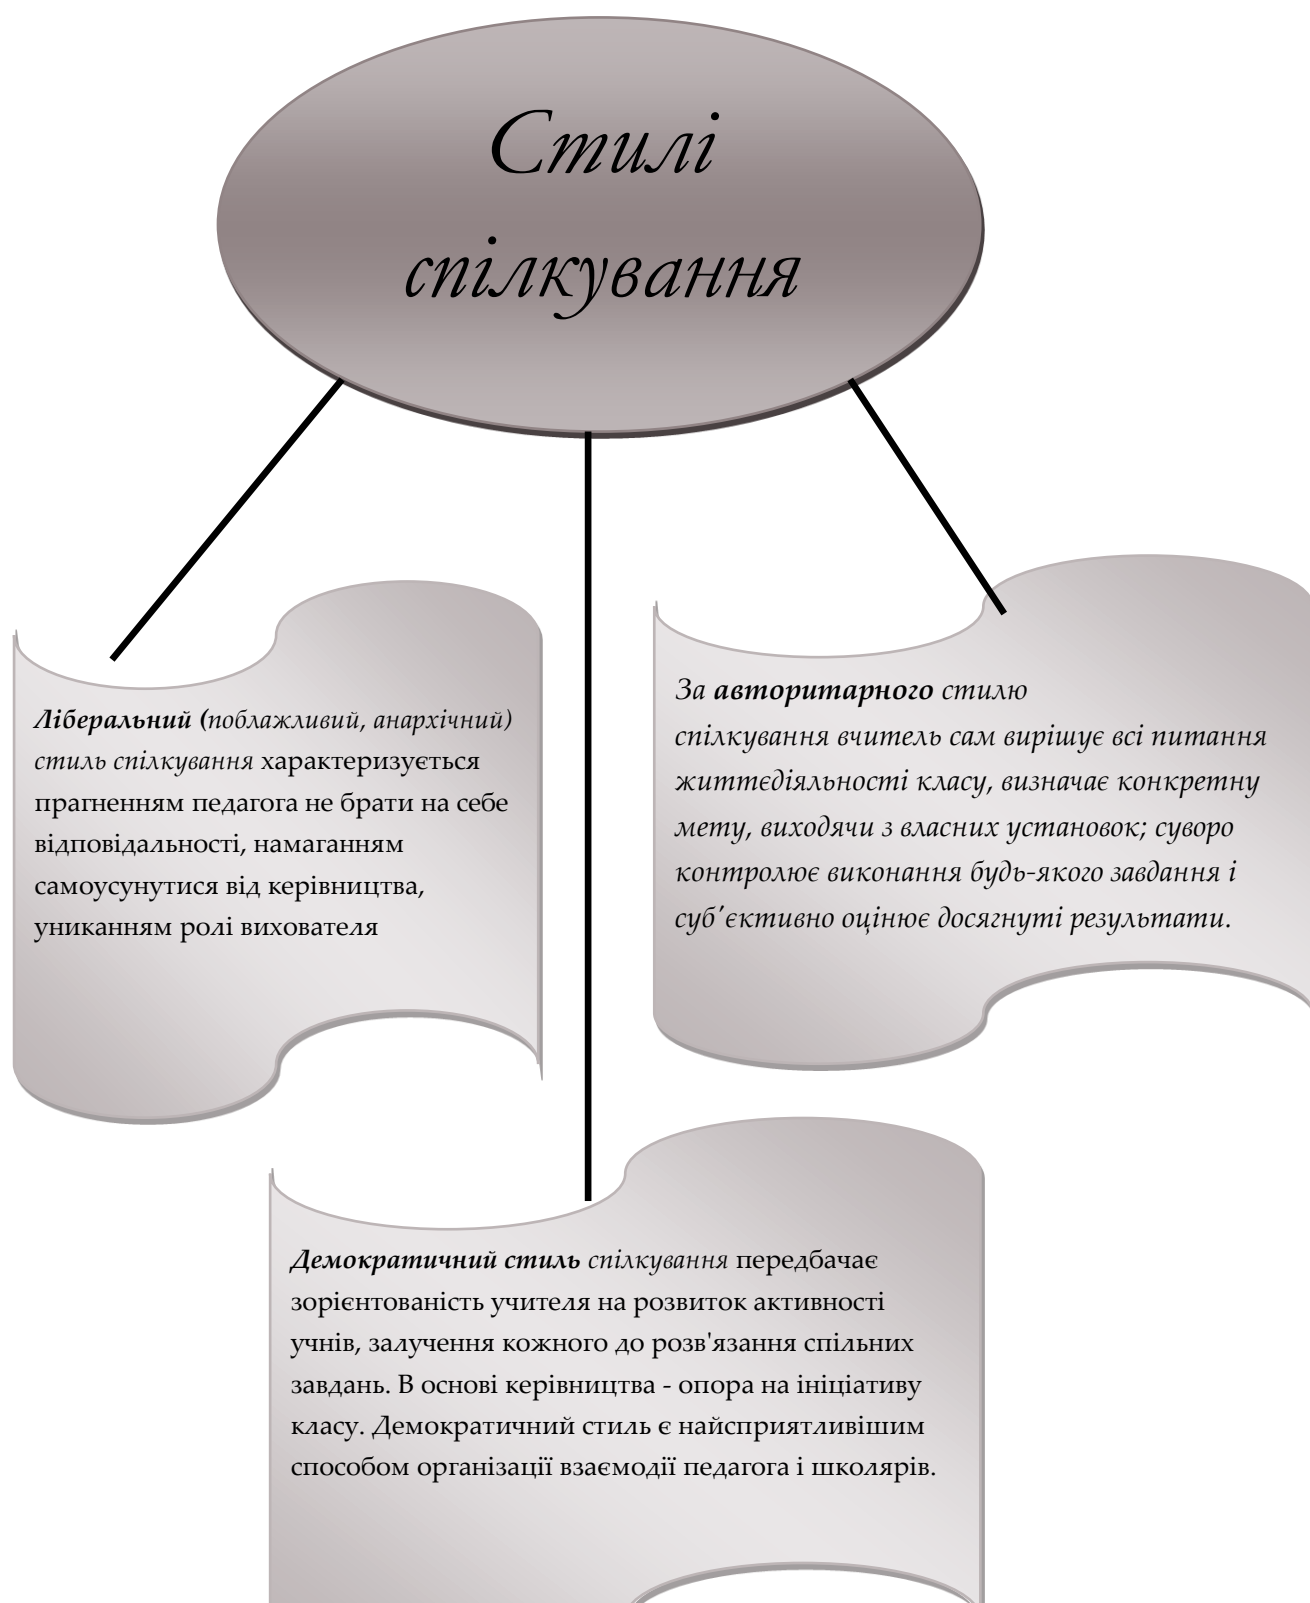 Стилі
спілкування
Ліберальний (поблажливий, анархічний)
стиль спілкування характеризується
прагненням педагога не брати на себе
відповідальності, намаганням
самоусунутися від керівництва,
униканням ролі вихователя
За авторитарного стилю
спілкування вчитель сам вирішує всі питання
життєдіяльності класу, визначає конкретну
мету, виходячи з власних установок; суворо
контролює виконання будь-якого завдання і
суб'єктивно оцінює досягнуті результати.
Демократичний стиль спілкування передбачає
зорієнтованість учителя на розвиток активності
учнів, залучення кожного до розв'язання спільних
завдань. В основі керівництва - опора на ініціативу
класу. Демократичний стиль є найсприятливішим
способом організації взаємодії педагога і школярів.